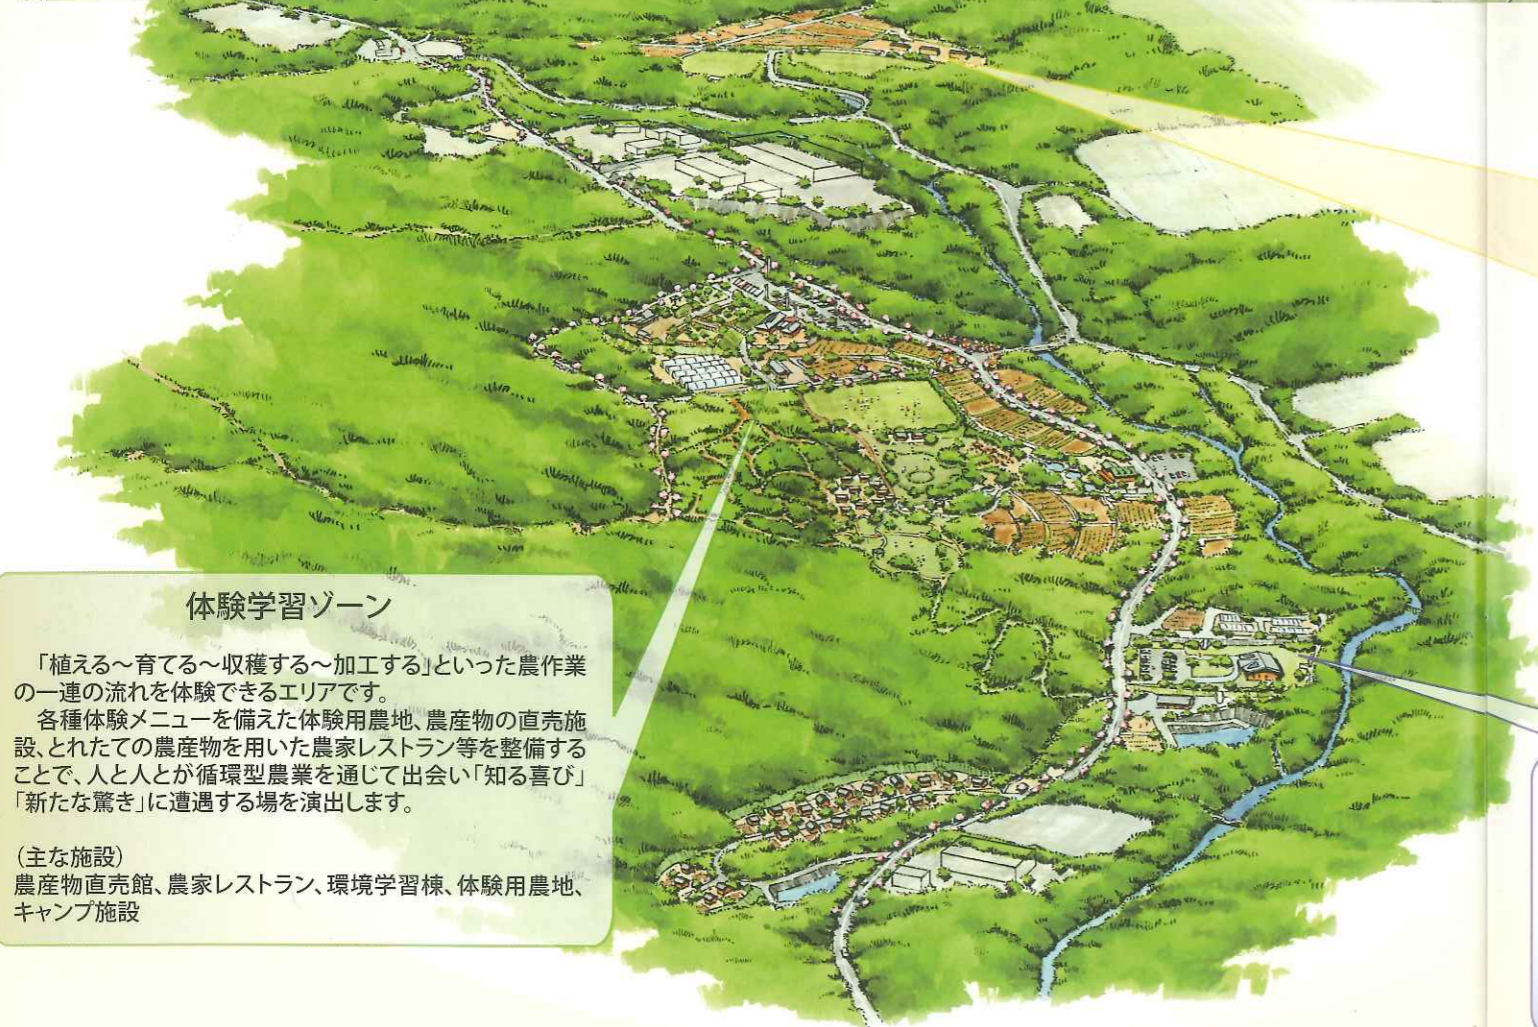 体験学習ゾーン
「植える～育てる～収穫する～加工する」といった農作業
の一連の流れを体験できるエリアです。
各種体験メニューを備えた体験用農地、農産物の直売施
設、とれたての農産物を用いた農家レストラン等を整備する
ことで、人と人とが循環型農業を通じて出会い「知る喜び」
「新たな驚き」に遭遇する場を演出します。
（主な施設）
農産物直売館、農家レストラン、環境学習棟、体験用農地、
キャンプ施設